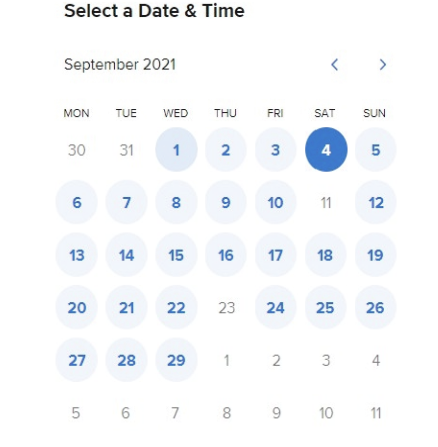 Select a Date & Time
September 2021
MON TUE WED THU FRI SAT SUN
30 31 1 2 3 4 5
6 7 8 9 10 11 12
13 14 15 16 17 18 19
20 21 22 23 24 25 26
27 28 29 1 2 3 4
5 6 7 8 9 10 11